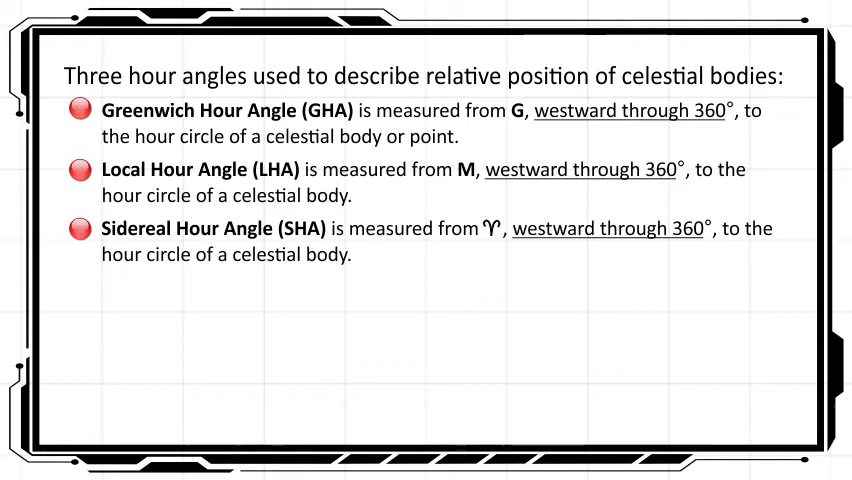 Three hour angles used to describe relative position of celestial bodies:
Greenwich Hour Angle (GHA) is measured from G, westward through 360°, to
the hour circle of a celestial body or point.
Local Hour Angle (LHA) is measured from M, westward through 360°, to the
hour circle of a celestial body.
Sidereal Hour Angle (SHA) is measured from ♈, westward through 360°, to the
hour circle of a celestial body.